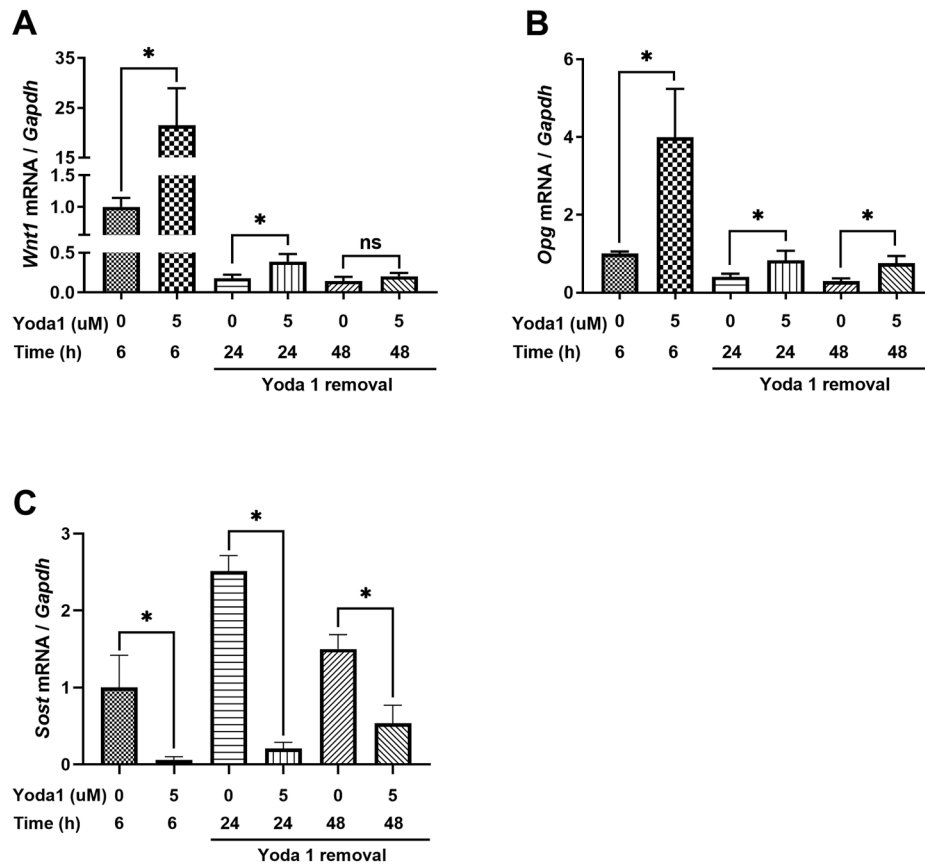 A
Wnt1 mRNA / Gapdh
35
25
15
1.5
1.0
0.5
0.0
*
*
ns
Yoda1 (uM) 0 5 0 5 0 5
Time (h) 6 6 24 24 48 48
Yoda 1 removal
B
Opg mRNA / Gapdh
6
4
2
0
*
*
*
0 5 0 5 0 5
6 6 24 24 48 48
Yoda 1 removal
C
Sost mRNA / Gapdh
3
2
1
0
*
*
*
Yoda1 (uM) 0 5 0 5 0 5
Time (h) 6 6 24 24 48 48
Yoda 1 removal